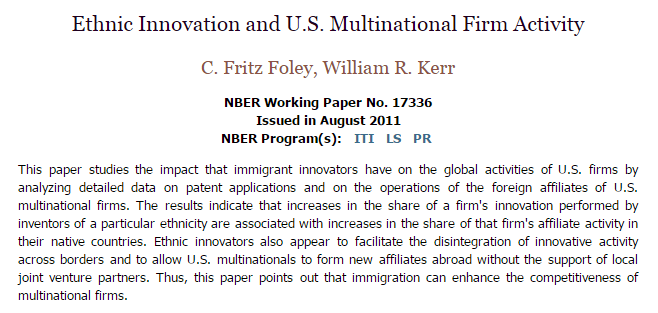 Ethnic Innovation and U.S. Multinational Firm Activity
C. Fritz Foley, William R. Kerr
NBER Working Paper No. 17336
Issued in August 2011
NBER Program(s): ITI LS PR
This paper studies the impact that immigrant innovators have on the global activities of U.S. firms by
analyzing detailed data on patent applications and on the operations of the foreign affiliates of U.S.
multinational firms. The results indicate that increases in the share of a firm's innovation performed by
inventors of a particular ethnicity are associated with increases in the share of that firm's affiliate activity in
their native countries. Ethnic innovators also appear to facilitate the disintegration of innovative activity
across borders and to allow U.S. multinationals to form new affiliates abroad without the support of local
joint venture partners. Thus, this paper points out that immigration can enhance the competitiveness of
multinational firms.